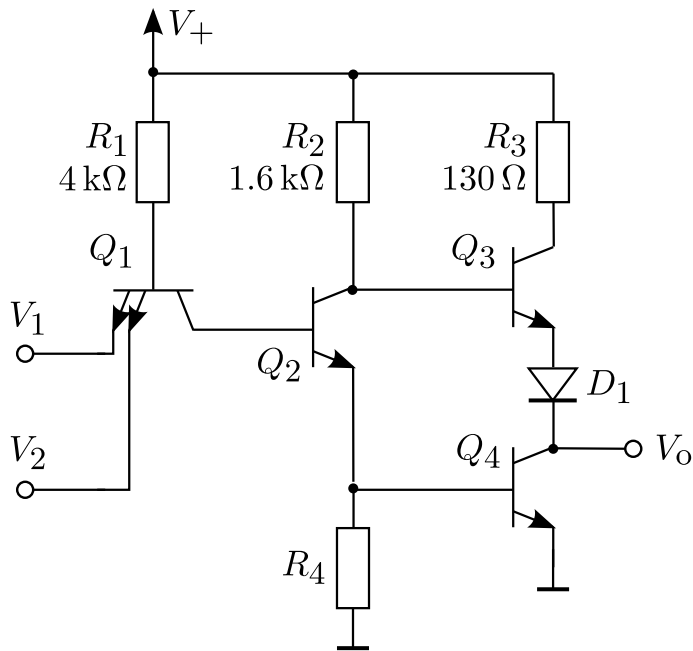 V₊
R₁
4 kΩ
R₂
1.6 kΩ
R₃
130 Ω
Q₁
Q₃
V₁
Q₂
D₁
V₂
Q₄
Vₒ
R₄